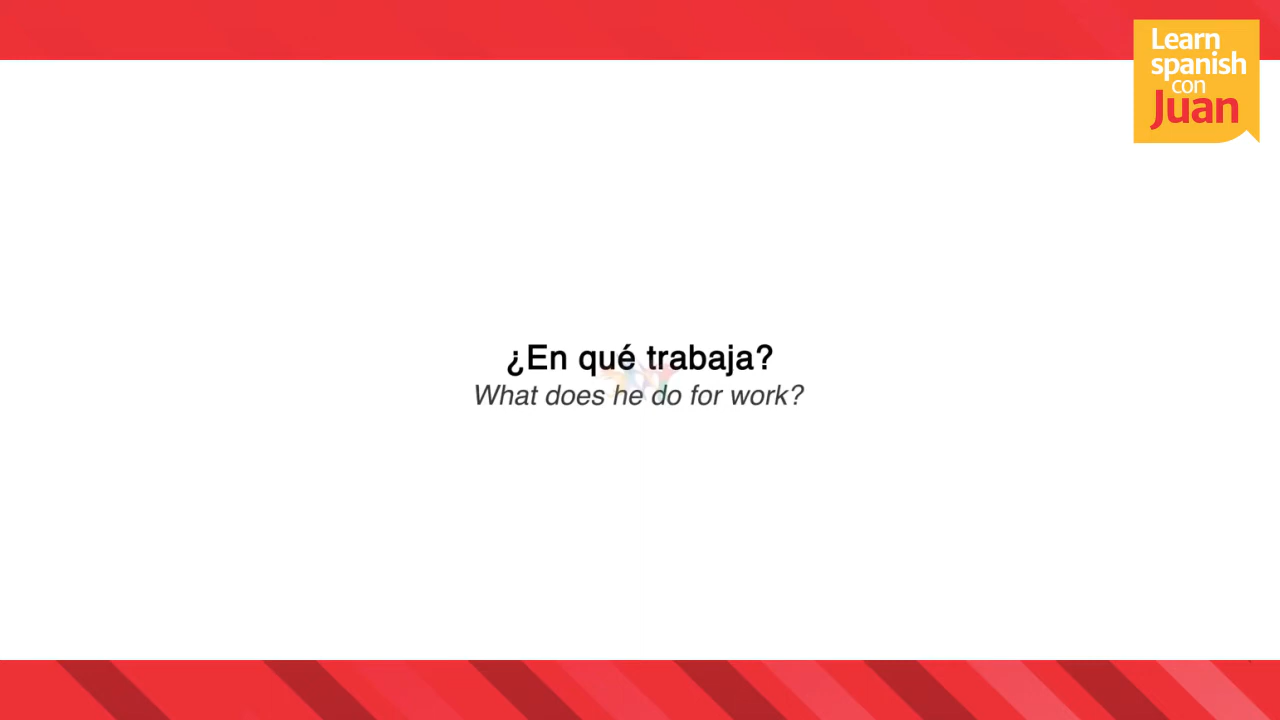 Learn
spanish
con
Juan
¿En qué trabaja?
What does he do for work?